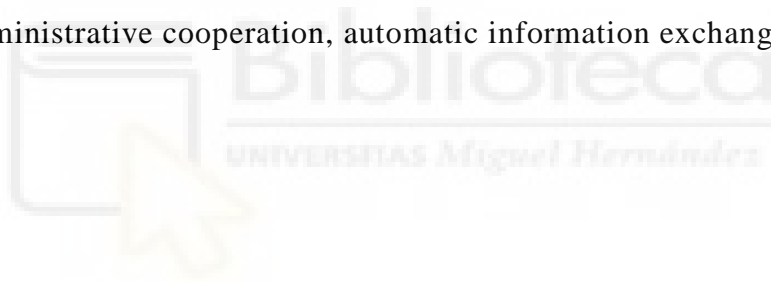 ministrative cooperation, automatic information exchang
Biblioteca
UNIVERSITAS Miguel Hernández